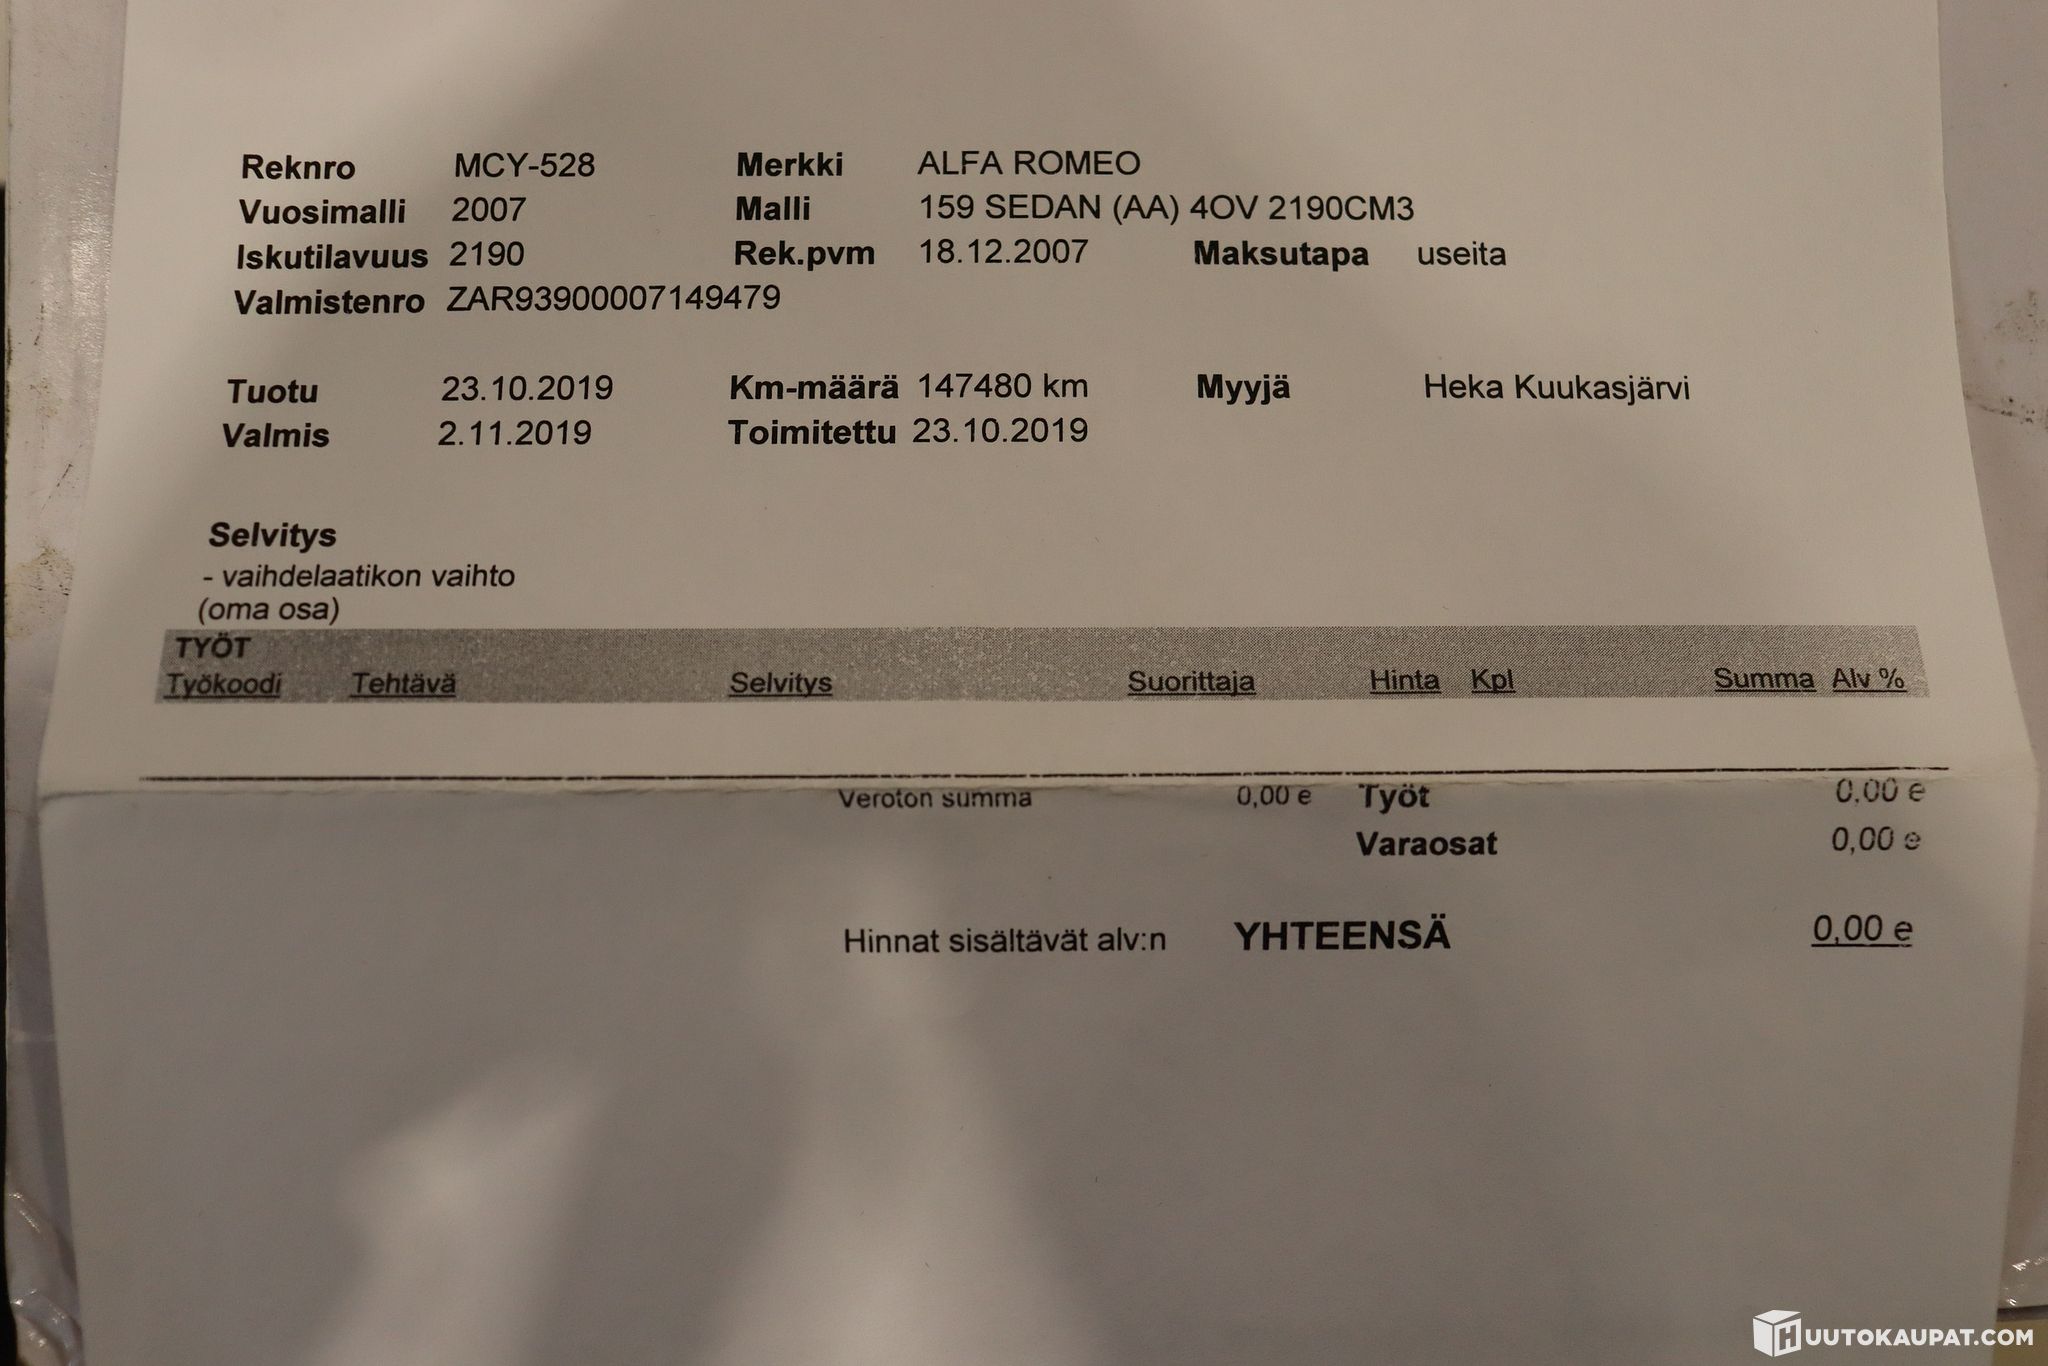 Reknro MCY-528 Merkki ALFA ROMEO
Vuosimalli 2007 Malli 159 SEDAN (AA) 4OV 2190CM3
Iskutilavuus 2190 Rek.pvm 18.12.2007 Maksutapa useita
Valmistenro ZAR93900007149479
Tuotu 23.10.2019 Km-määrä 147480 km Myyjä Heka Kuukasjärvi
Valmis 2.11.2019 Toimitettu 23.10.2019
Selvitys
- vaihdelaatikon vaihto
(oma osa)
TYÖT
Työkoodi Tehtävä Selvitys Suorittaja Hinta Kpl Summa Alv %
Veroton summa 0,00 e Työt 0,00 e
Varaosat 0,00 e
Hinnat sisältävät alv:n YHTEENSÄ 0,00 e
HUUTOKAUPAT.COM